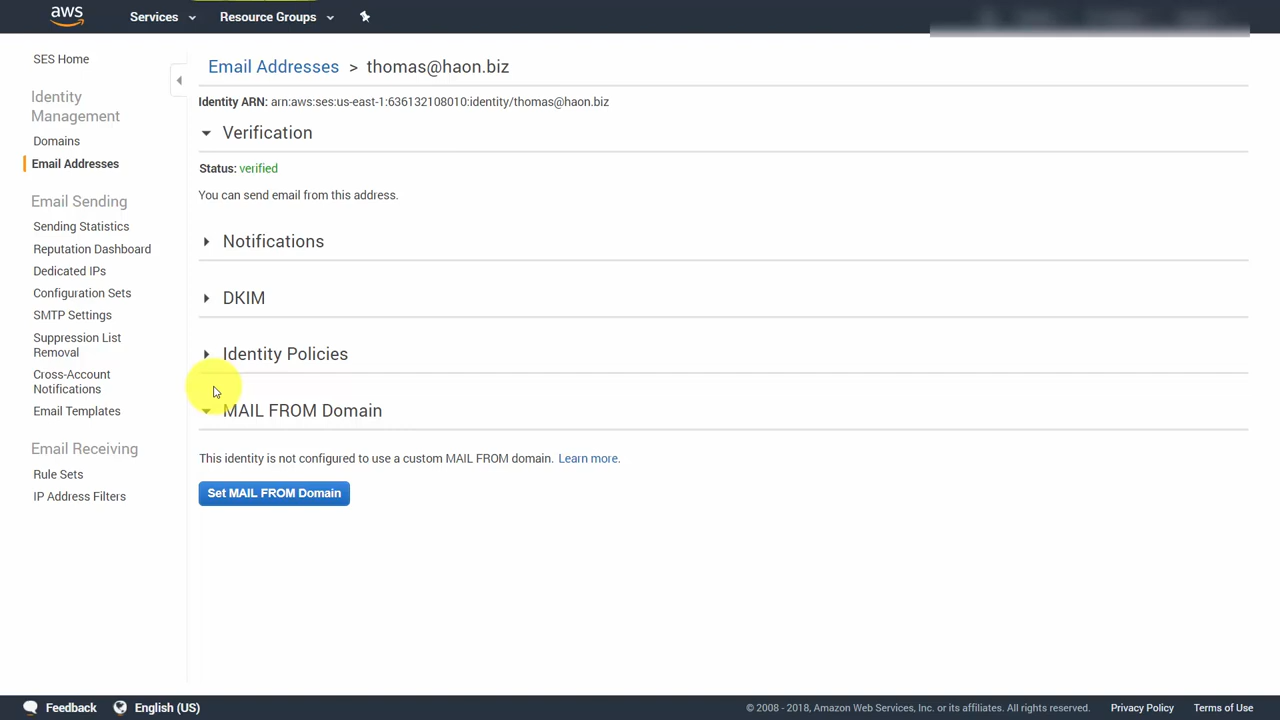 aws
Services
Resource Groups
SES Home
Email Addresses > thomas@haon.biz
Identity ARN: arn:aws:ses:us-east-1:636132108010:identity/thomas@haon.biz
Identity
Management
Domains
Email Addresses
Verification
Status: verified
You can send email from this address.
Email Sending
Sending Statistics
Reputation Dashboard
Dedicated IPs
Configuration Sets
SMTP Settings
Suppression List
Removal
Cross-Account
Notifications
Email Templates
Notifications
DKIM
Identity Policies
MAIL FROM Domain
This identity is not configured to use a custom MAIL FROM domain. Learn more.
Set MAIL FROM Domain
Email Receiving
Rule Sets
IP Address Filters
Feedback
English (US)
© 2008 - 2018, Amazon Web Services, Inc. or its affiliates. All rights reserved.
Privacy Policy
Terms of Use